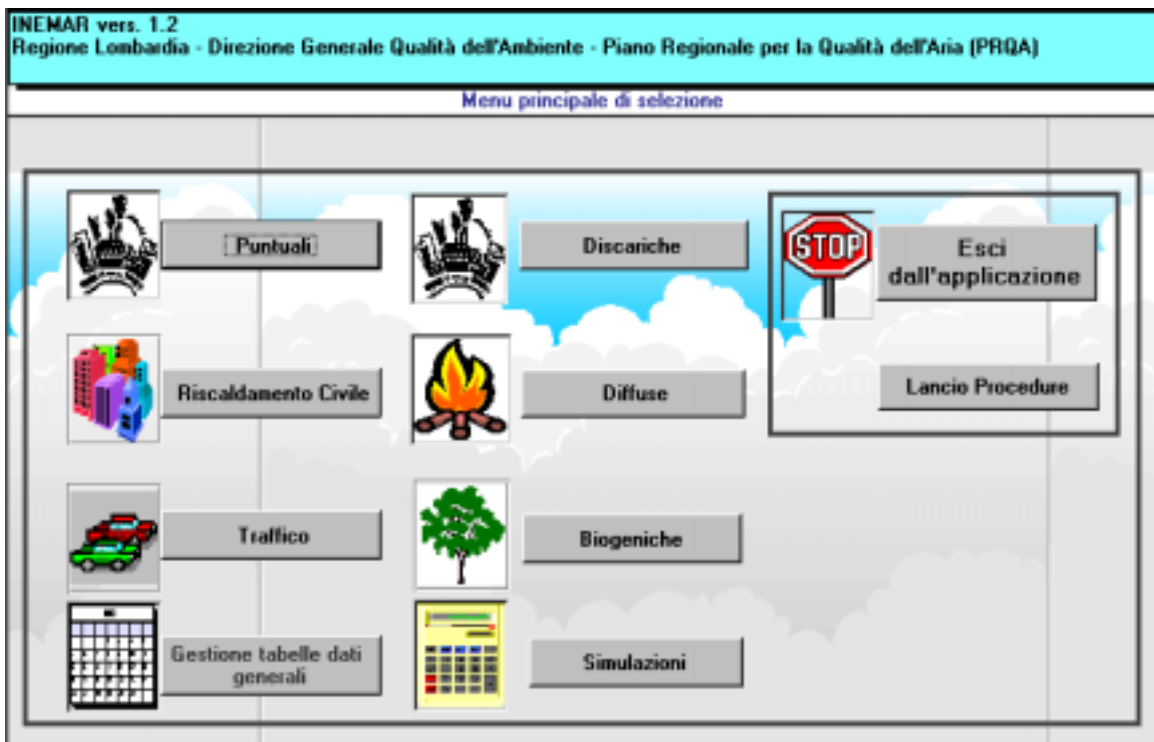 INEMAR vers. 1.2
Regione Lombardia - Direzione Generale Qualità dell'Ambiente - Piano Regionale per la Qualità dell'Aria (PRQA)
Menu principale di selezione
Puntuali
Discariche
STOP
Esci
dall'applicazione
Riscaldamento Civile
Diffuse
Lancio Procedure
Traffico
Biogeniche
Gestione tabelle dati
generali
Simulazioni